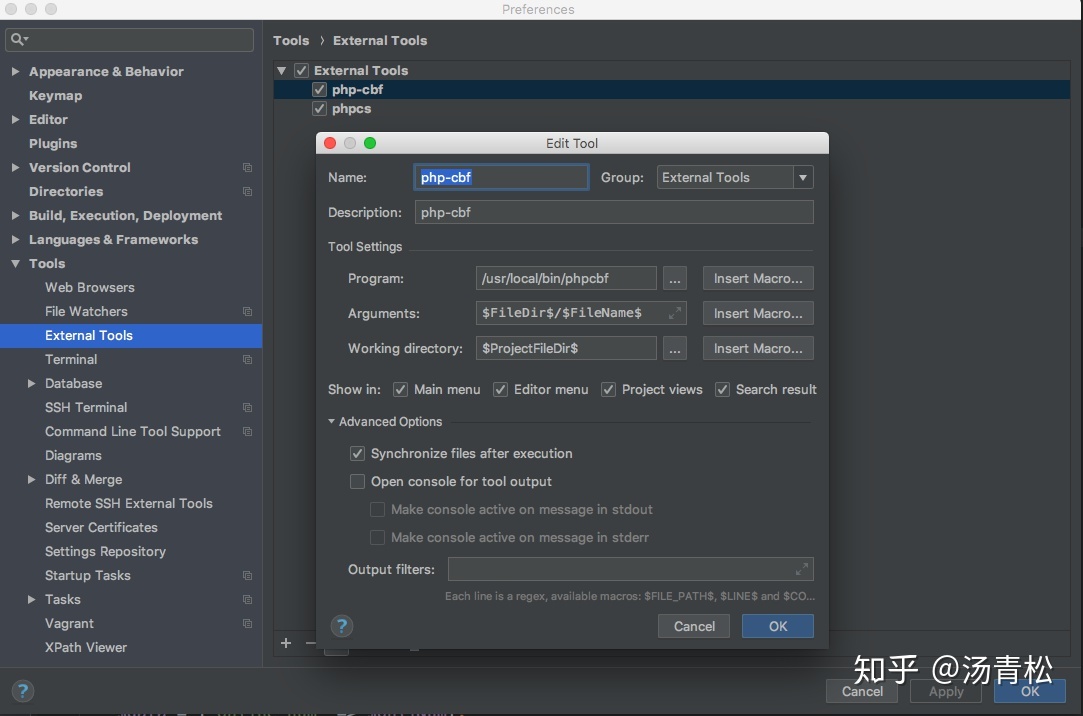 Preferences
Tools › External Tools
Appearance & Behavior
Keymap
Editor
Plugins
Version Control
Directories
Build, Execution, Deployment
Languages & Frameworks
Tools
Web Browsers
File Watchers
External Tools
Terminal
Database
SSH Terminal
Command Line Tool Support
Diagrams
Diff & Merge
Remote SSH External Tools
Server Certificates
Settings Repository
Startup Tasks
Tasks
Vagrant
XPath Viewer
External Tools
php-cbf
phpcs
Edit Tool
Name: php-cbf Group: External Tools
Description: php-cbf
Tool Settings
Program: /usr/local/bin/phpcbf ... Insert Macro...
Arguments: $FileDir$/$FileName$ Insert Macro...
Working directory: $ProjectFileDir$ ... Insert Macro...
Show in: Main menu Editor menu Project views Search result
Advanced Options
Synchronize files after execution
Open console for tool output
Make console active on message in stdout
Make console active on message in stderr
Output filters:
Each line is a regex, available macros: $FILE_PATH$, $LINE$ and $CO...
? Cancel OK
+ −
知乎 @汤青松
? Cancel Apply OK